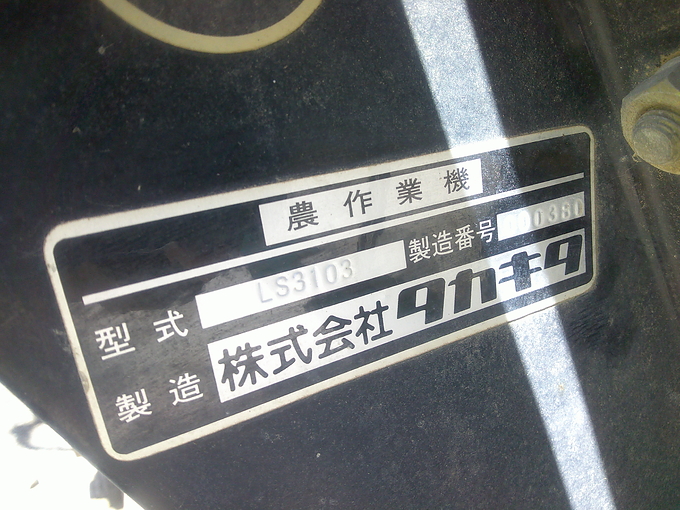 農作業機
型式 LS3103 製造番号
製造 株式会社タカキタ